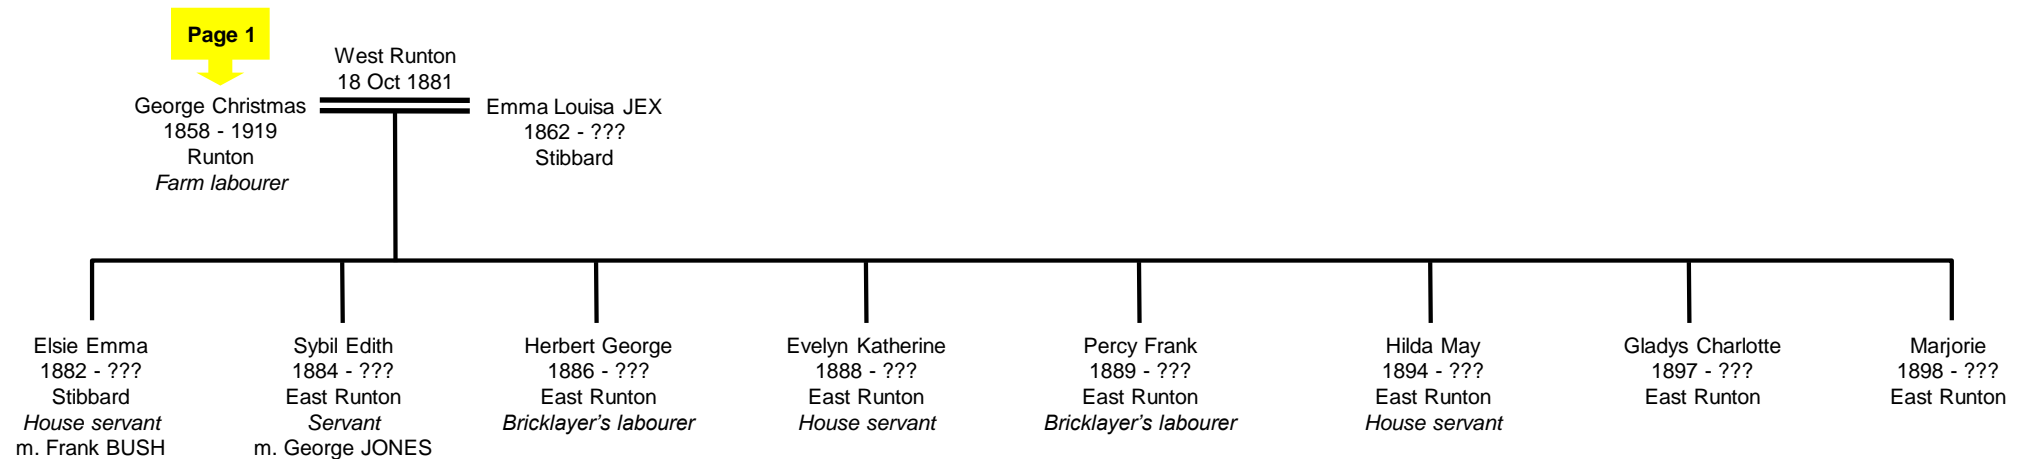 Page 1
West Runton
18 Oct 1881
George Christmas
1858 - 1919
Runton
Farm labourer
Emma Louisa JEX
1862 - ???
Stibbard
Elsie Emma
1882 - ???
Stibbard
House servant
m. Frank BUSH
Sybil Edith
1884 - ???
East Runton
Servant
m. George JONES
Herbert George
1886 - ???
East Runton
Bricklayer's labourer
Evelyn Katherine
1888 - ???
East Runton
House servant
Percy Frank
1889 - ???
East Runton
Bricklayer's labourer
Hilda May
1894 - ???
East Runton
House servant
Gladys Charlotte
1897 - ???
East Runton
Marjorie
1898 - ???
East Runton